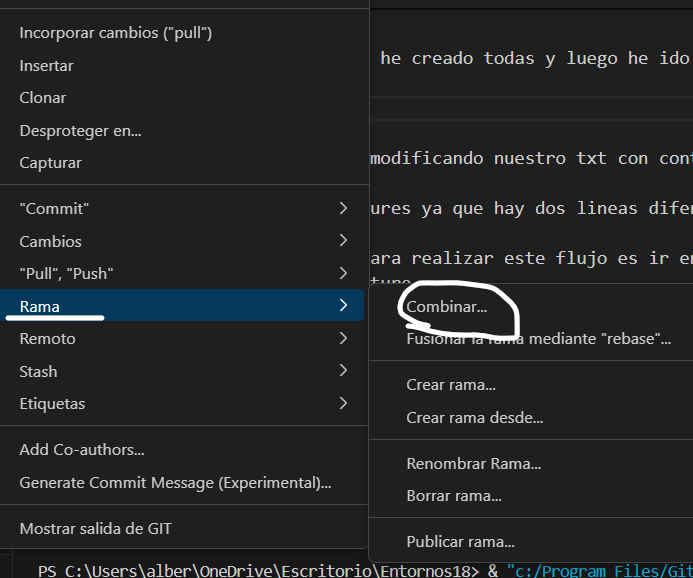 Incorporar cambios ("pull")
Insertar
Clonar
Desproteger en...
Capturar
"Commit"
Cambios
"Pull", "Push"
Rama
Remoto
Stash
Etiquetas
Add Co-authors...
Generate Commit Message (Experimental)...
Mostrar salida de GIT
he creado todas y luego he ido
modificando nuestro txt con cont
ures ya que hay dos lineas difer
ara realizar este flujo es ir en
Combinar...
Fusionar la rama mediante "rebase"...
Crear rama...
Crear rama desde...
Renombrar Rama...
Borrar rama...
Publicar rama...
PS C:\Users\alber\OneDrive\Escritorio\Entornos18> & "c:/Program Files/Git